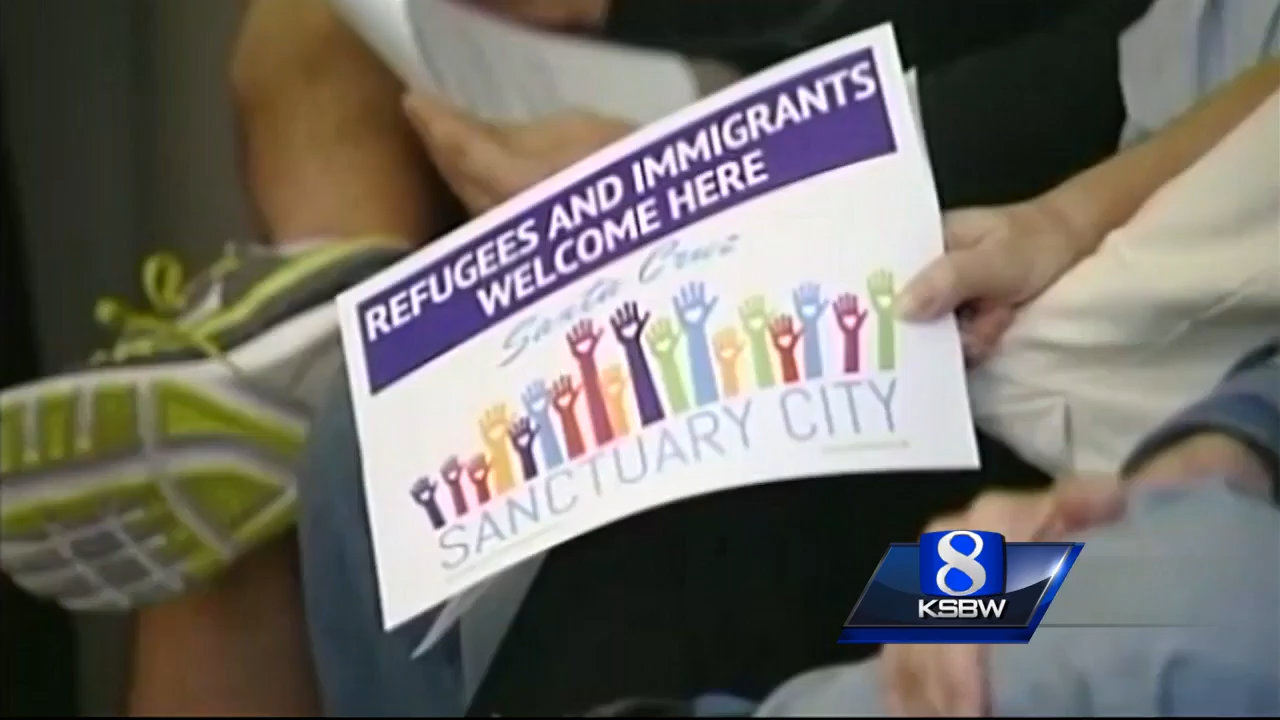 REFUGEES AND IMMIGRANTS
WELCOME HERE
Santa Cruz
SANCTUARY CITY
8
KSBW